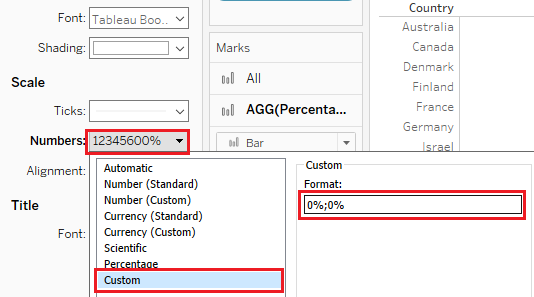 Font: Tableau Boo..
Shading:
Scale
Ticks:
Numbers: 12345600%
Alignment:
Title
Font:
Automatic
Number (Standard)
Number (Custom)
Currency (Standard)
Currency (Custom)
Scientific
Percentage
Custom
Marks
All
AGG(Percenta...
Bar
Custom
Format:
0%;0%
Country
Australia
Canada
Denmark
Finland
France
Germany
Israel